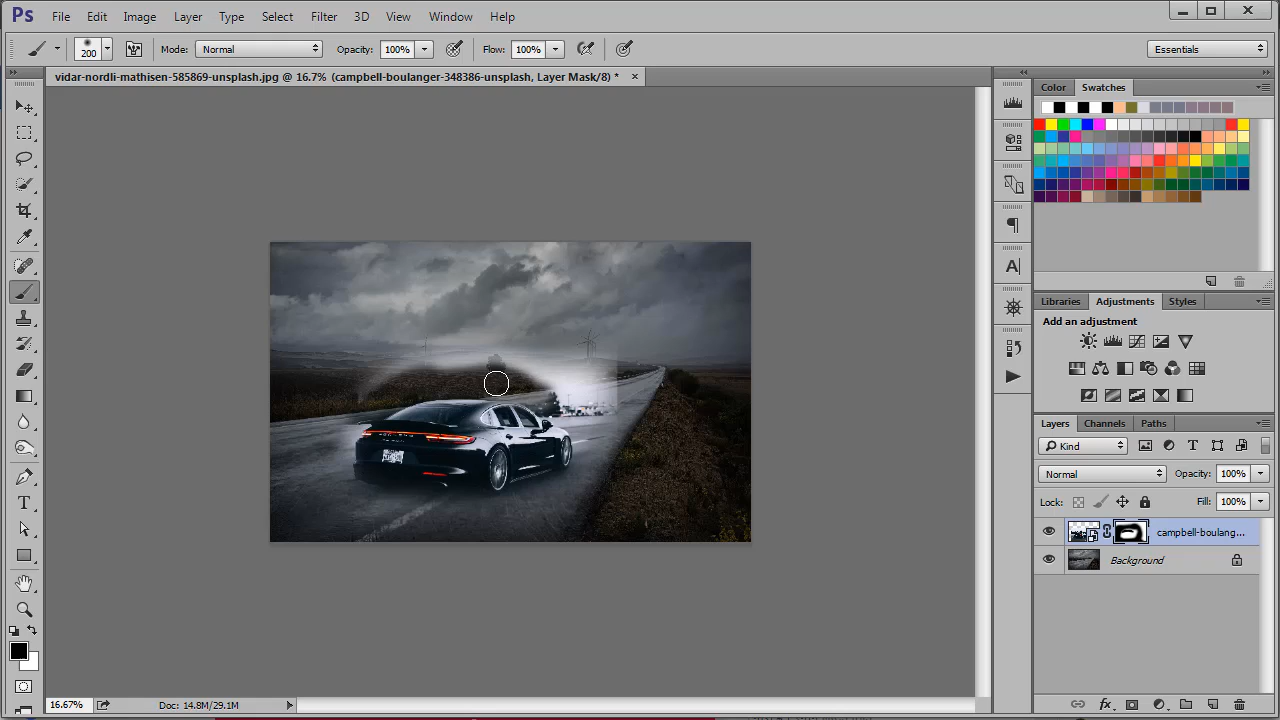 Ps File Edit Image Layer Type Select Filter 3D View Window Help
200 Mode: Normal Opacity: 100% Flow: 100% Essentials
vidar-nordli-mathisen-585869-unsplash.jpg @ 16.7% (campbell-boulanger-348386-unsplash, Layer Mask/8) *
Color Swatches
Libraries Adjustments Styles
Add an adjustment
Layers Channels Paths
Kind
Normal Opacity: 100%
Lock: Fill: 100%
campbell-boulang...
Background
16.67% Doc: 14.8M/29.1M